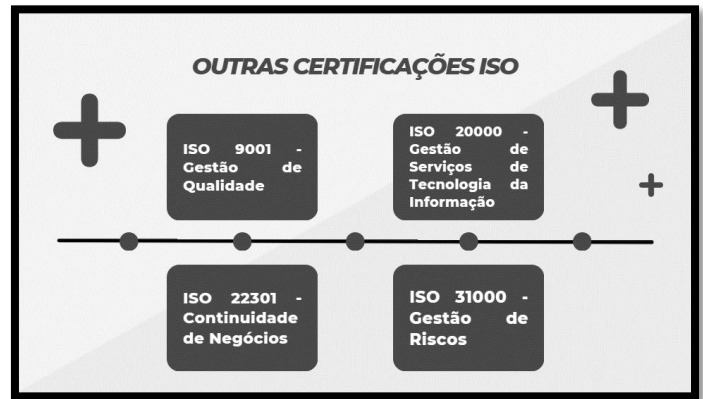 OUTRAS CERTIFICAÇÕES ISO
ISO 9001 -
Gestão de
Qualidade
ISO 20000 -
Gestão de
Serviços de
Tecnologia da
Informação
ISO 22301 -
Continuidade
de Negócios
ISO 31000 -
Gestão de
Riscos